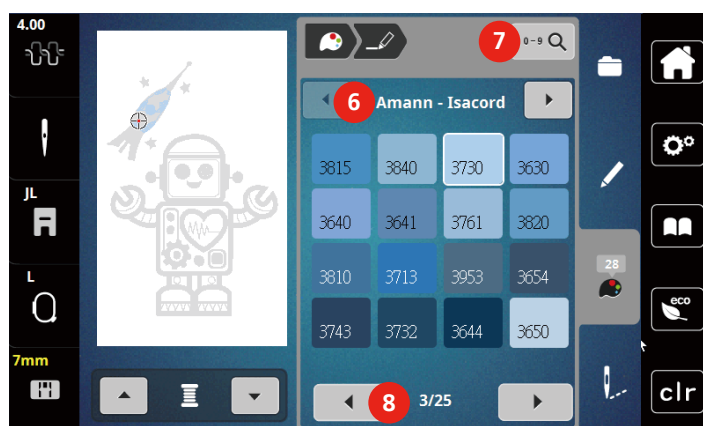 4.00
7
0-9
6
Amann - Isacord
3815 3840 3730 3630
JL
3640 3641 3761 3820
28
L
3810 3713 3953 3654
eco
3743 3732 3644 3650
7mm
8
3/25
clr